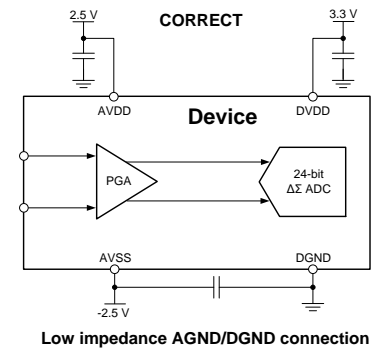 2.5 V
CORRECT
3.3 V
AVDD
DVDD
Device
PGA
24-bit
ΔΣ ADC
AVSS
DGND
-2.5 V
Low impedance AGND/DGND connection